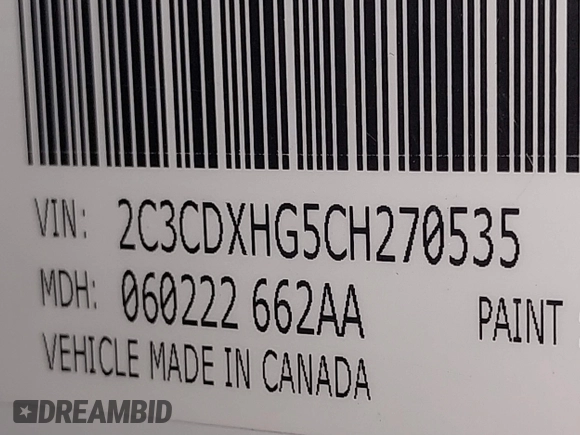 VIN: 2C3CDXHG5CH270535
MDH: 060222 662AA PAINT
VEHICLE MADE IN CANADA
DREAMBID